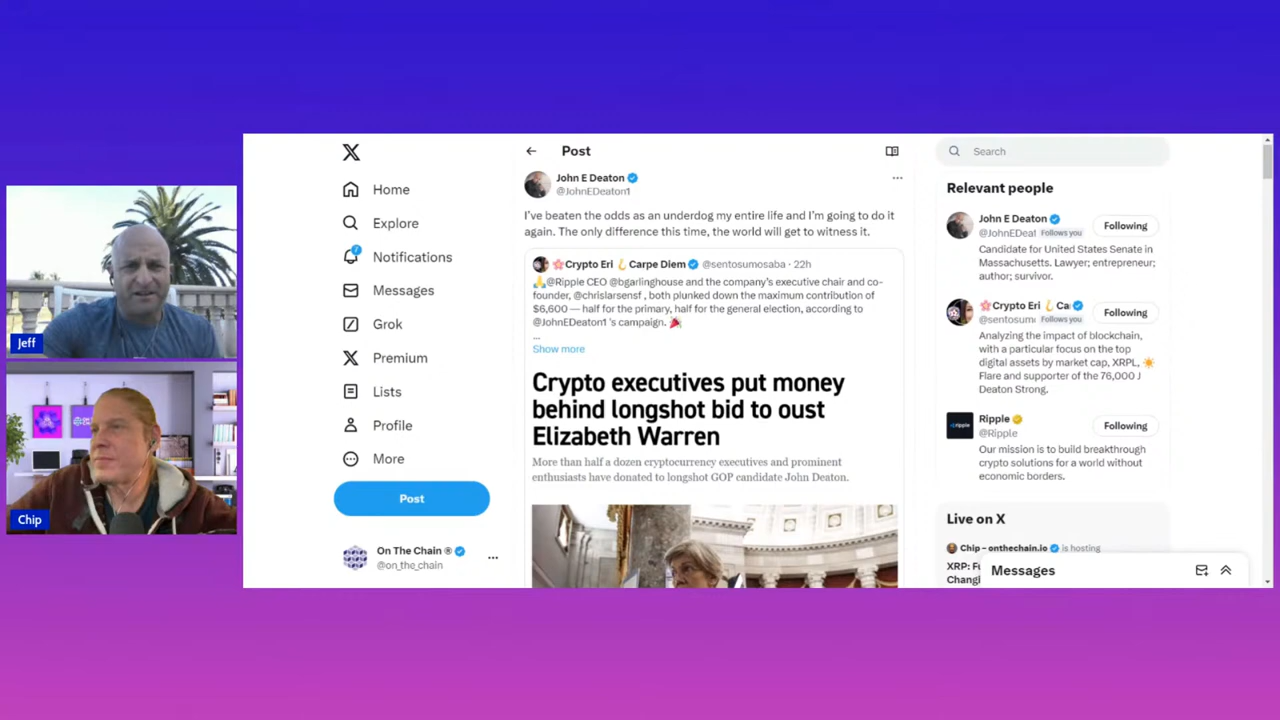 Jeff
Chip
Home
Explore
7
Notifications
Messages
Grok
Premium
Lists
Profile
More
Post
On The Chain ®
@on_the_chain
Post
John E Deaton
@JohnEDeaton1
I've beaten the odds as an underdog my entire life and I'm going to do it
again. The only difference this time, the world will get to witness it.
Crypto Eri Carpe Diem @sentosumosaba · 22h
@Ripple CEO @bgarlinghouse and the company's executive chair and co-
founder, @chrislarsensf , both plunked down the maximum contribution of
$6,600 — half for the primary, half for the general election, according to
@JohnEDeaton1 's campaign.
...
Show more
Crypto executives put money
behind longshot bid to oust
Elizabeth Warren
More than half a dozen cryptocurrency executives and prominent
enthusiasts have donated to longshot GOP candidate John Deaton.
Search
Relevant people
John E Deaton
@JohnEDeat Follows you
Following
Candidate for United States Senate in
Massachusetts. Lawyer; entrepreneur;
author; survivor.
Crypto Eri Ca
@sentosum Follows you
Following
Analyzing the impact of blockchain,
with a particular focus on the top
digital assets by market cap, XRPL,
Flare and supporter of the 76,000 J
Deaton Strong.
ripple
Ripple
@Ripple
Following
Our mission is to build breakthrough
crypto solutions for a world without
economic borders.
Live on X
Chip – onthechain.io is hosting
XRP:
Changi
Messages